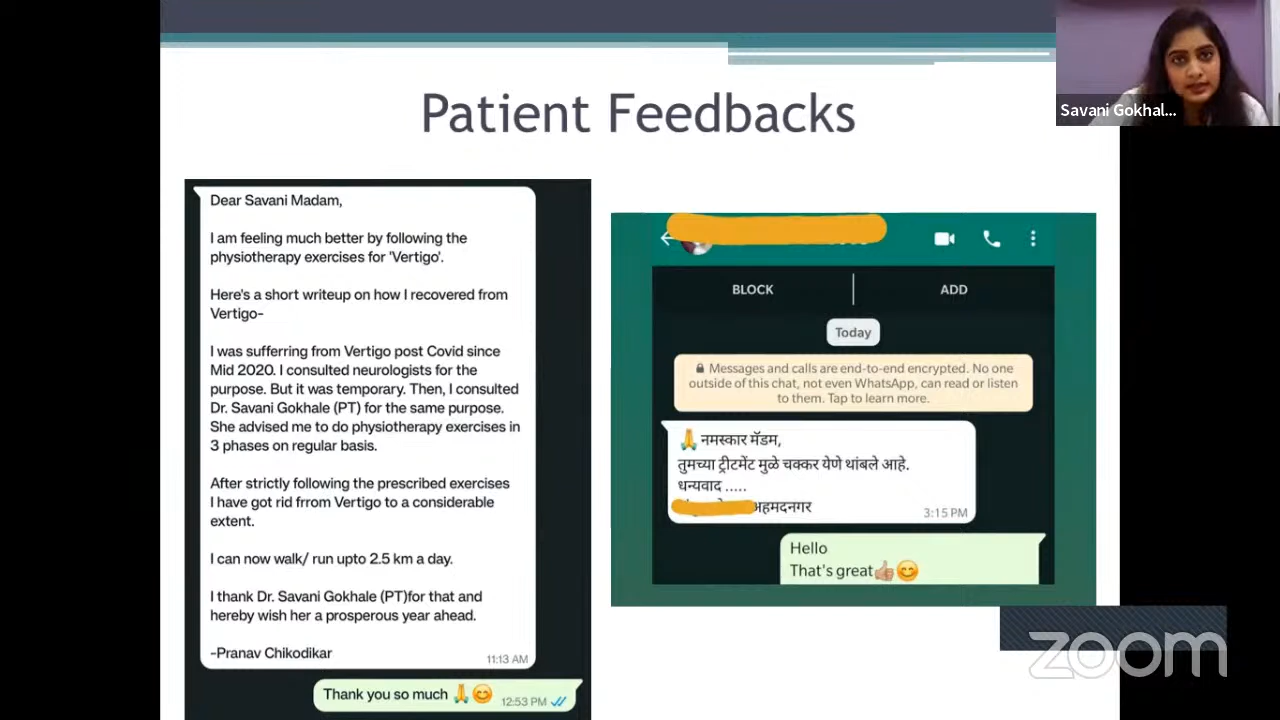 Patient Feedbacks
Savani Gokhal...
Dear Savani Madam,
I am feeling much better by following the
physiotherapy exercises for 'Vertigo'.
Here's a short writeup on how I recovered from
Vertigo-
I was suffering from Vertigo post Covid since
Mid 2020. I consulted neurologists for the
purpose. But it was temporary. Then, I consulted
Dr. Savani Gokhale (PT) for the same purpose.
She advised me to do physiotherapy exercises in
3 phases on regular basis.
After strictly following the prescribed exercises
I have got rid frrom Vertigo to a considerable
extent.
I can now walk/ run upto 2.5 km a day.
I thank Dr. Savani Gokhale (PT)for that and
hereby wish her a prosperous year ahead.
-Pranav Chikodikar
11:13 AM
Thank you so much 🙏😊
12:53 PM
BLOCK
ADD
Today
🔒 Messages and calls are end-to-end encrypted. No one
outside of this chat, not even WhatsApp, can read or listen
to them. Tap to learn more.
🙏 नमस्कार मॅडम,
तुमच्या ट्रीटमेंट मुळे चक्कर येणे थांबले आहे.
धन्यवाद .....
अहमदनगर
3:15 PM
Hello
That's great👍😊
zoom